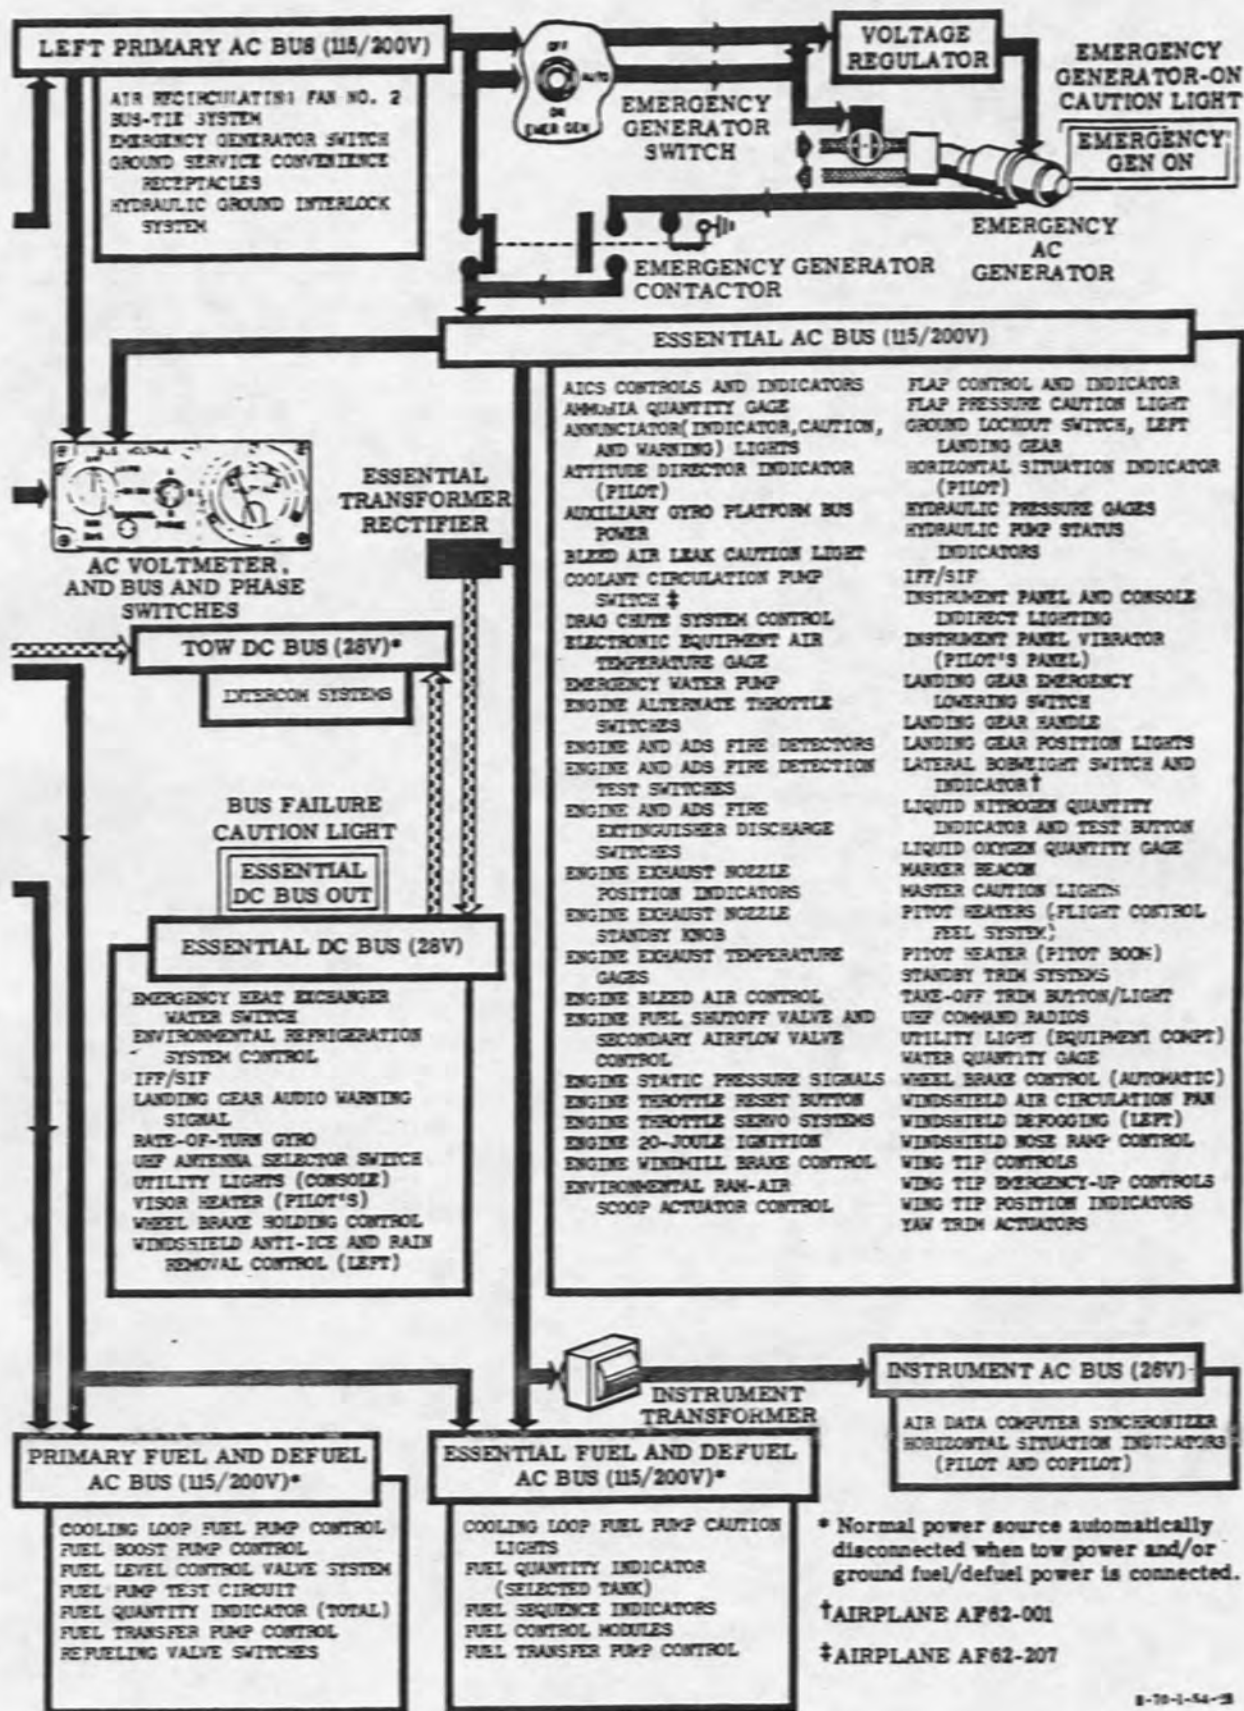 LEFT PRIMARY AC BUS (115/200V)
AIR RECIRCULATING FAN NO. 2
BUS-TIE SYSTEM
EMERGENCY GENERATOR SWITCH
GROUND SERVICE CONVENIENCE
RECEPTACLES
HYDRAULIC GROUND INTERLOCK
SYSTEM
OFF
AUTO
ON
EMER GEN
EMERGENCY
GENERATOR
SWITCH
VOLTAGE
REGULATOR
EMERGENCY
GENERATOR-ON
CAUTION LIGHT
EMERGENCY
GEN ON
EMERGENCY
AC
GENERATOR
EMERGENCY GENERATOR
CONTACTOR
ESSENTIAL AC BUS (115/200V)
AICS CONTROLS AND INDICATORS
AMMONIA QUANTITY GAGE
ANNUNCIATOR(INDICATOR,CAUTION,
AND WARNING) LIGHTS
ATTITUDE DIRECTOR INDICATOR
(PILOT)
AUXILIARY GYRO PLATFORM BUS
POWER
BLEED AIR LEAK CAUTION LIGHT
COOLANT CIRCULATION PUMP
SWITCH ‡
DRAG CHUTE SYSTEM CONTROL
ELECTRONIC EQUIPMENT AIR
TEMPERATURE GAGE
EMERGENCY WATER PUMP
ENGINE ALTERNATE THROTTLE
SWITCHES
ENGINE AND ADS FIRE DETECTORS
ENGINE AND ADS FIRE DETECTION
TEST SWITCHES
ENGINE AND ADS FIRE
EXTINGUISHER DISCHARGE
SWITCHES
ENGINE EXHAUST NOZZLE
POSITION INDICATORS
ENGINE EXHAUST NOZZLE
STANDBY KNOB
ENGINE EXHAUST TEMPERATURE
GAGES
ENGINE BLEED AIR CONTROL
ENGINE FUEL SHUTOFF VALVE AND
SECONDARY AIRFLOW VALVE
CONTROL
ENGINE STATIC PRESSURE SIGNALS
ENGINE THROTTLE RESET BUTTON
ENGINE THROTTLE SERVO SYSTEMS
ENGINE 20-JOULE IGNITION
ENGINE WINDMILL BRAKE CONTROL
ENVIRONMENTAL RAM-AIR
SCOOP ACTUATOR CONTROL
FLAP CONTROL AND INDICATOR
FLAP PRESSURE CAUTION LIGHT
GROUND LOCKOUT SWITCH, LEFT
LANDING GEAR
HORIZONTAL SITUATION INDICATOR
(PILOT)
HYDRAULIC PRESSURE GAGES
HYDRAULIC PUMP STATUS
INDICATORS
IFF/SIF
INSTRUMENT PANEL AND CONSOLE
INDIRECT LIGHTING
INSTRUMENT PANEL VIBRATOR
(PILOT'S PANEL)
LANDING GEAR EMERGENCY
LOWERING SWITCH
LANDING GEAR HANDLE
LANDING GEAR POSITION LIGHTS
LATERAL BOBWEIGHT SWITCH AND
INDICATOR †
LIQUID NITROGEN QUANTITY
INDICATOR AND TEST BUTTON
LIQUID OXYGEN QUANTITY GAGE
MARKER BEACON
MASTER CAUTION LIGHTS
PITOT HEATERS (FLIGHT CONTROL
FEEL SYSTEM)
PITOT HEATER (PITOT BOOM)
STANDBY TRIM SYSTEMS
TAKE-OFF TRIM BUTTON/LIGHT
UHF COMMAND RADIOS
UTILITY LIGHT (EQUIPMENT COMPT)
WATER QUANTITY GAGE
WHEEL BRAKE CONTROL (AUTOMATIC)
WINDSHIELD AIR CIRCULATION FAN
WINDSHIELD DEFOGGING (LEFT)
WINDSHIELD NOSE RAMP CONTROL
WING TIP CONTROLS
WING TIP EMERGENCY-UP CONTROLS
WING TIP POSITION INDICATORS
YAW TRIM ACTUATORS
BUS VOLTAGE
PHASE
AC VOLTMETER,
AND BUS AND PHASE
SWITCHES
ESSENTIAL
TRANSFORMER
RECTIFIER
TOW DC BUS (28V)*
INTERCOM SYSTEMS
BUS FAILURE
CAUTION LIGHT
ESSENTIAL
DC BUS OUT
ESSENTIAL DC BUS (28V)
EMERGENCY HEAT EXCHANGER
WATER SWITCH
ENVIRONMENTAL REFRIGERATION
SYSTEM CONTROL
IFF/SIF
LANDING GEAR AUDIO WARNING
SIGNAL
RATE-OF-TURN GYRO
UHF ANTENNA SELECTOR SWITCH
UTILITY LIGHTS (CONSOLE)
VISOR HEATER (PILOT'S)
WHEEL BRAKE HOLDING CONTROL
WINDSHIELD ANTI-ICE AND RAIN
REMOVAL CONTROL (LEFT)
INSTRUMENT
TRANSFORMER
INSTRUMENT AC BUS (26V)
AIR DATA COMPUTER SYNCHRONIZER
HORIZONTAL SITUATION INDICATORS
(PILOT AND COPILOT)
PRIMARY FUEL AND DEFUEL
AC BUS (115/200V)*
COOLING LOOP FUEL PUMP CONTROL
FUEL BOOST PUMP CONTROL
FUEL LEVEL CONTROL VALVE SYSTEM
FUEL PUMP TEST CIRCUIT
FUEL QUANTITY INDICATOR (TOTAL)
FUEL TRANSFER PUMP CONTROL
REFUELING VALVE SWITCHES
ESSENTIAL FUEL AND DEFUEL
AC BUS (115/200V)*
COOLING LOOP FUEL PUMP CAUTION
LIGHTS
FUEL QUANTITY INDICATOR
(SELECTED TANK)
FUEL SEQUENCE INDICATORS
FUEL CONTROL MODULES
FUEL TRANSFER PUMP CONTROL
* Normal power source automatically
disconnected when tow power and/or
ground fuel/defuel power is connected.
†AIRPLANE AF62-001
‡AIRPLANE AF62-207